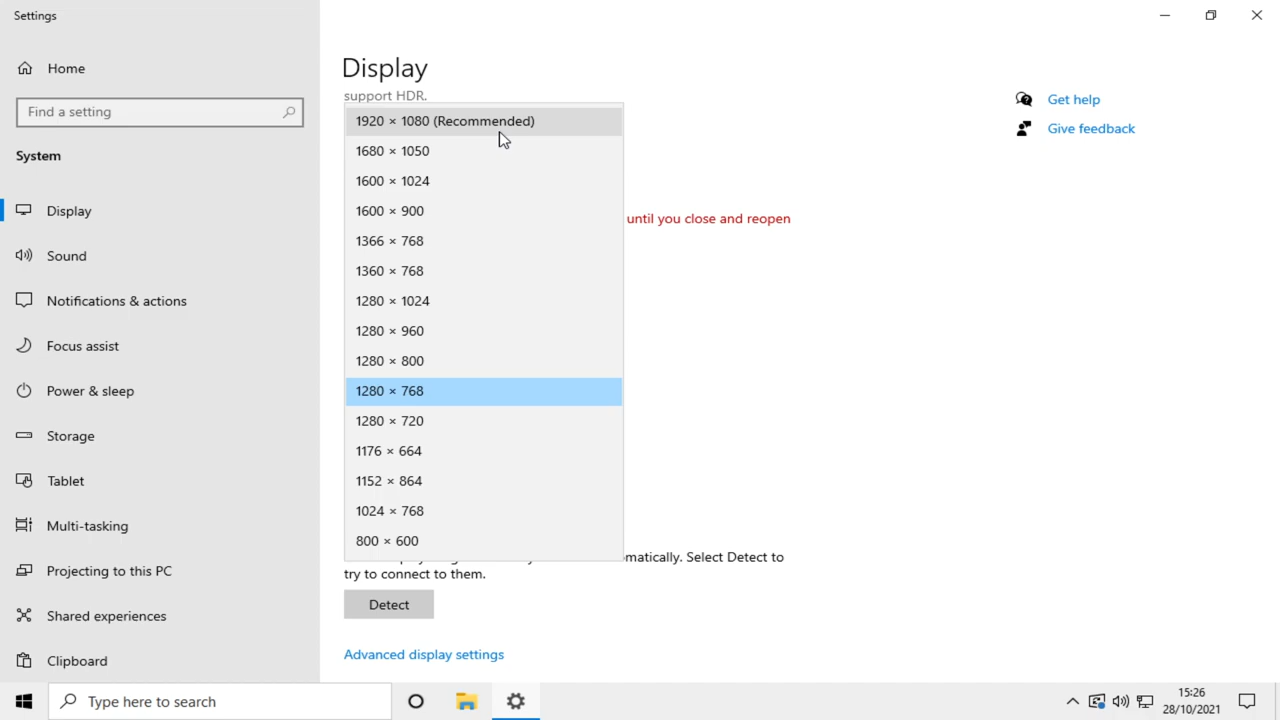 Settings
Home
Find a setting
System
Display
Sound
Notifications & actions
Focus assist
Power & sleep
Storage
Tablet
Multi-tasking
Projecting to this PC
Shared experiences
Clipboard
Display
support HDR.
1920 × 1080 (Recommended)
1680 × 1050
1600 × 1024
1600 × 900
until you close and reopen
1366 × 768
1360 × 768
1280 × 1024
1280 × 960
1280 × 800
1280 × 768
1280 × 720
1176 × 664
1152 × 864
1024 × 768
800 × 600
Select Detect to
try to connect to them.
Detect
Advanced display settings
Get help
Give feedback
Type here to search
15:26
28/10/2021